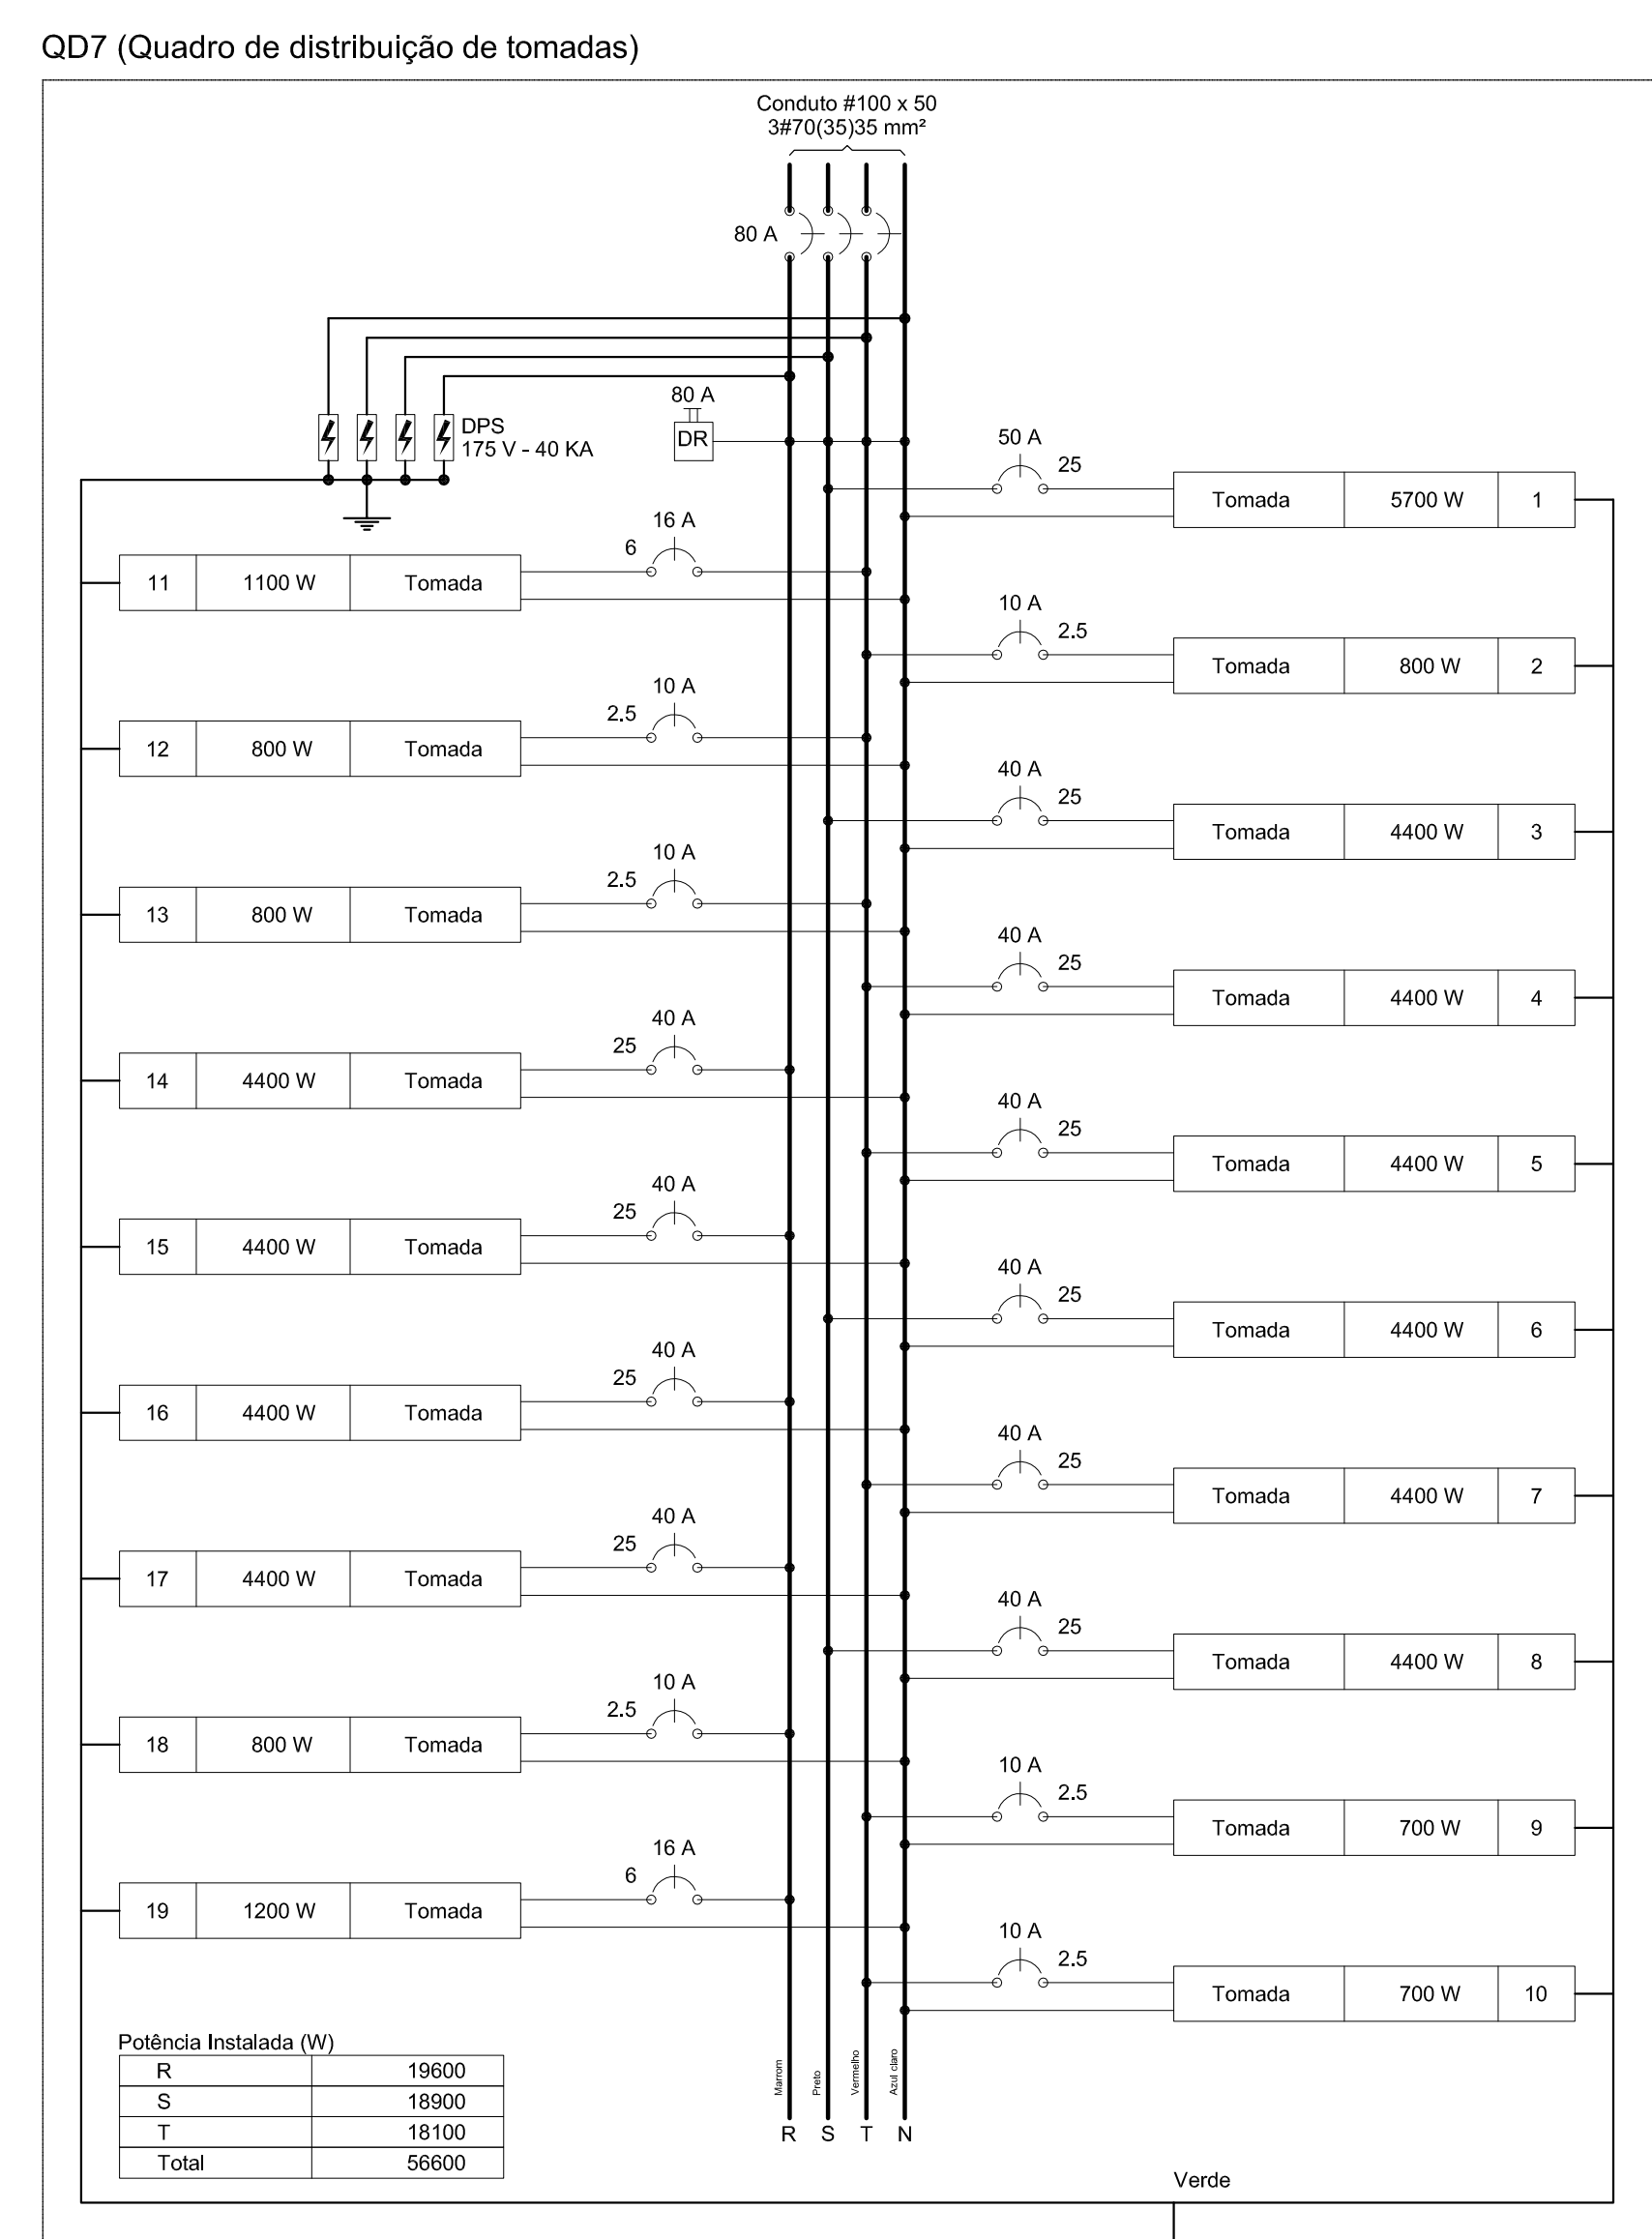 QD7 (Quadro de distribuição de tomadas)
Conduto #100 x 50
3#70(35)35 mm²
80 A
DPS
175 V - 40 KA
80 A
DR
50 A
25
Tomada 5700 W 1
16 A
6
11 1100 W Tomada
10 A
2.5
Tomada 800 W 2
10 A
2.5
12 800 W Tomada
40 A
25
Tomada 4400 W 3
10 A
2.5
13 800 W Tomada
40 A
25
Tomada 4400 W 4
40 A
25
14 4400 W Tomada
40 A
25
Tomada 4400 W 5
40 A
25
15 4400 W Tomada
40 A
25
Tomada 4400 W 6
40 A
25
16 4400 W Tomada
40 A
25
Tomada 4400 W 7
40 A
25
17 4400 W Tomada
40 A
25
Tomada 4400 W 8
10 A
2.5
18 800 W Tomada
10 A
2.5
Tomada 700 W 9
16 A
6
19 1200 W Tomada
10 A
2.5
Tomada 700 W 10
Potência Instalada (W)
R 19600
S 18900
T 18100
Total 56600
Marrom
Preto
Vermelho
Azul claro
R S T N
Verde